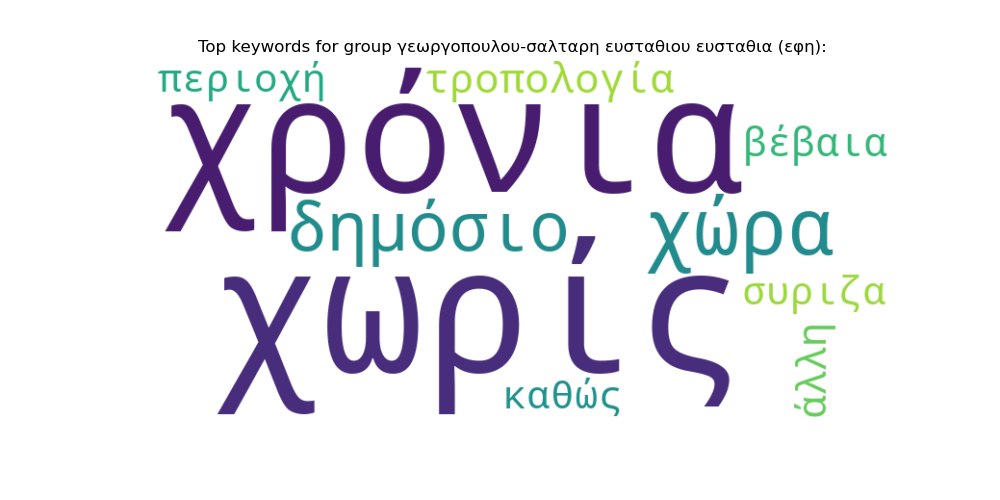 Top keywords for group γεωργοπουλου-σαλταρη ευσταθιου ευσταθια (εφη):
περιοχή τροπολογία
χρόνια
βέβαια
δημόσιο χώρα
χωρίς
συριζα
άλλη
καθώς